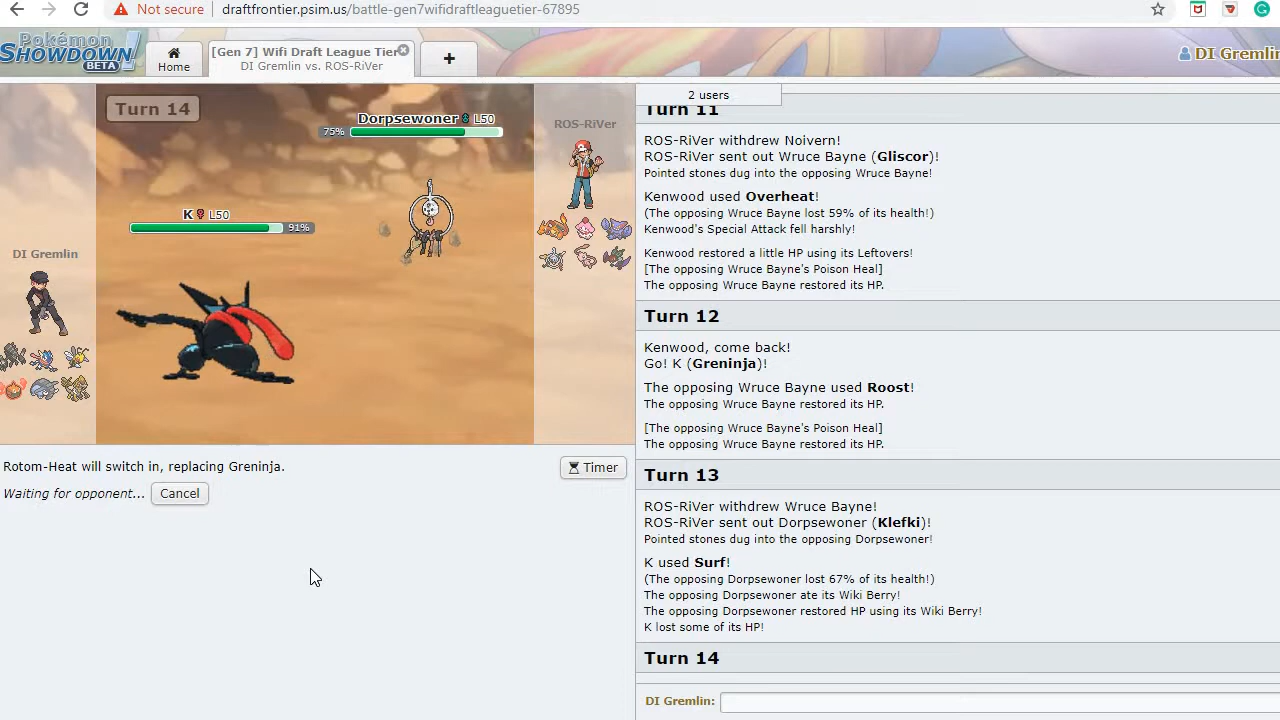 Not secure
draftfrontier.psim.us/battle-gen7wifidraftleaguetier-67895
Pokémon
SHOWDOWN!
BETA
Home
[Gen 7] Wifi Draft League Tier
DI Gremlin vs. ROS-RiVer
+
DI Gremlin
Turn 14
Dorpsewoner L50
75%
K L50
91%
DI Gremlin
ROS-RiVer
Rotom-Heat will switch in, replacing Greninja.
Timer
Waiting for opponent...
Cancel
2 users
Turn 11
ROS-RiVer withdrew Noivern!
ROS-RiVer sent out Wruce Bayne (Gliscor)!
Pointed stones dug into the opposing Wruce Bayne!
Kenwood used Overheat!
(The opposing Wruce Bayne lost 59% of its health!)
Kenwood's Special Attack fell harshly!
Kenwood restored a little HP using its Leftovers!
[The opposing Wruce Bayne's Poison Heal]
The opposing Wruce Bayne restored its HP.
Turn 12
Kenwood, come back!
Go! K (Greninja)!
The opposing Wruce Bayne used Roost!
The opposing Wruce Bayne restored its HP.
[The opposing Wruce Bayne's Poison Heal]
The opposing Wruce Bayne restored its HP.
Turn 13
ROS-RiVer withdrew Wruce Bayne!
ROS-RiVer sent out Dorpsewoner (Klefki)!
Pointed stones dug into the opposing Dorpsewoner!
K used Surf!
(The opposing Dorpsewoner lost 67% of its health!)
The opposing Dorpsewoner ate its Wiki Berry!
The opposing Dorpsewoner restored HP using its Wiki Berry!
K lost some of its HP!
Turn 14
DI Gremlin: